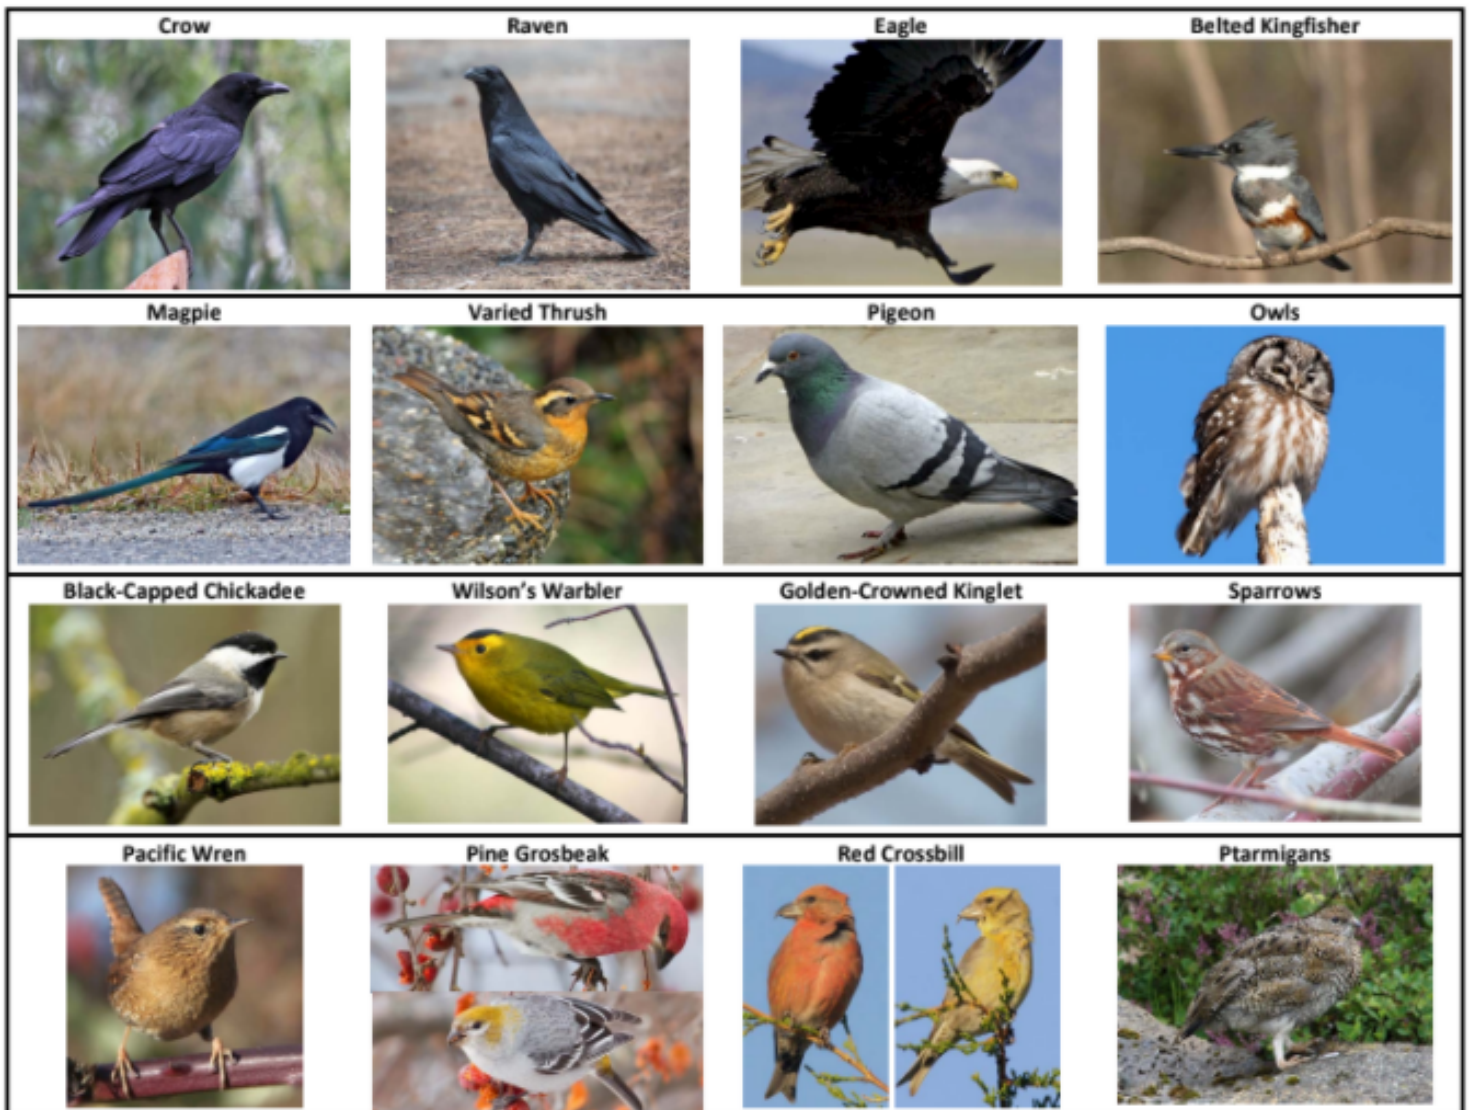 Crow
Raven
Eagle
Belted Kingfisher
Magpie
Varied Thrush
Pigeon
Owls
Black-Capped Chickadee
Wilson's Warbler
Golden-Crowned Kinglet
Sparrows
Pacific Wren
Pine Grosbeak
Red Crossbill
Ptarmigans